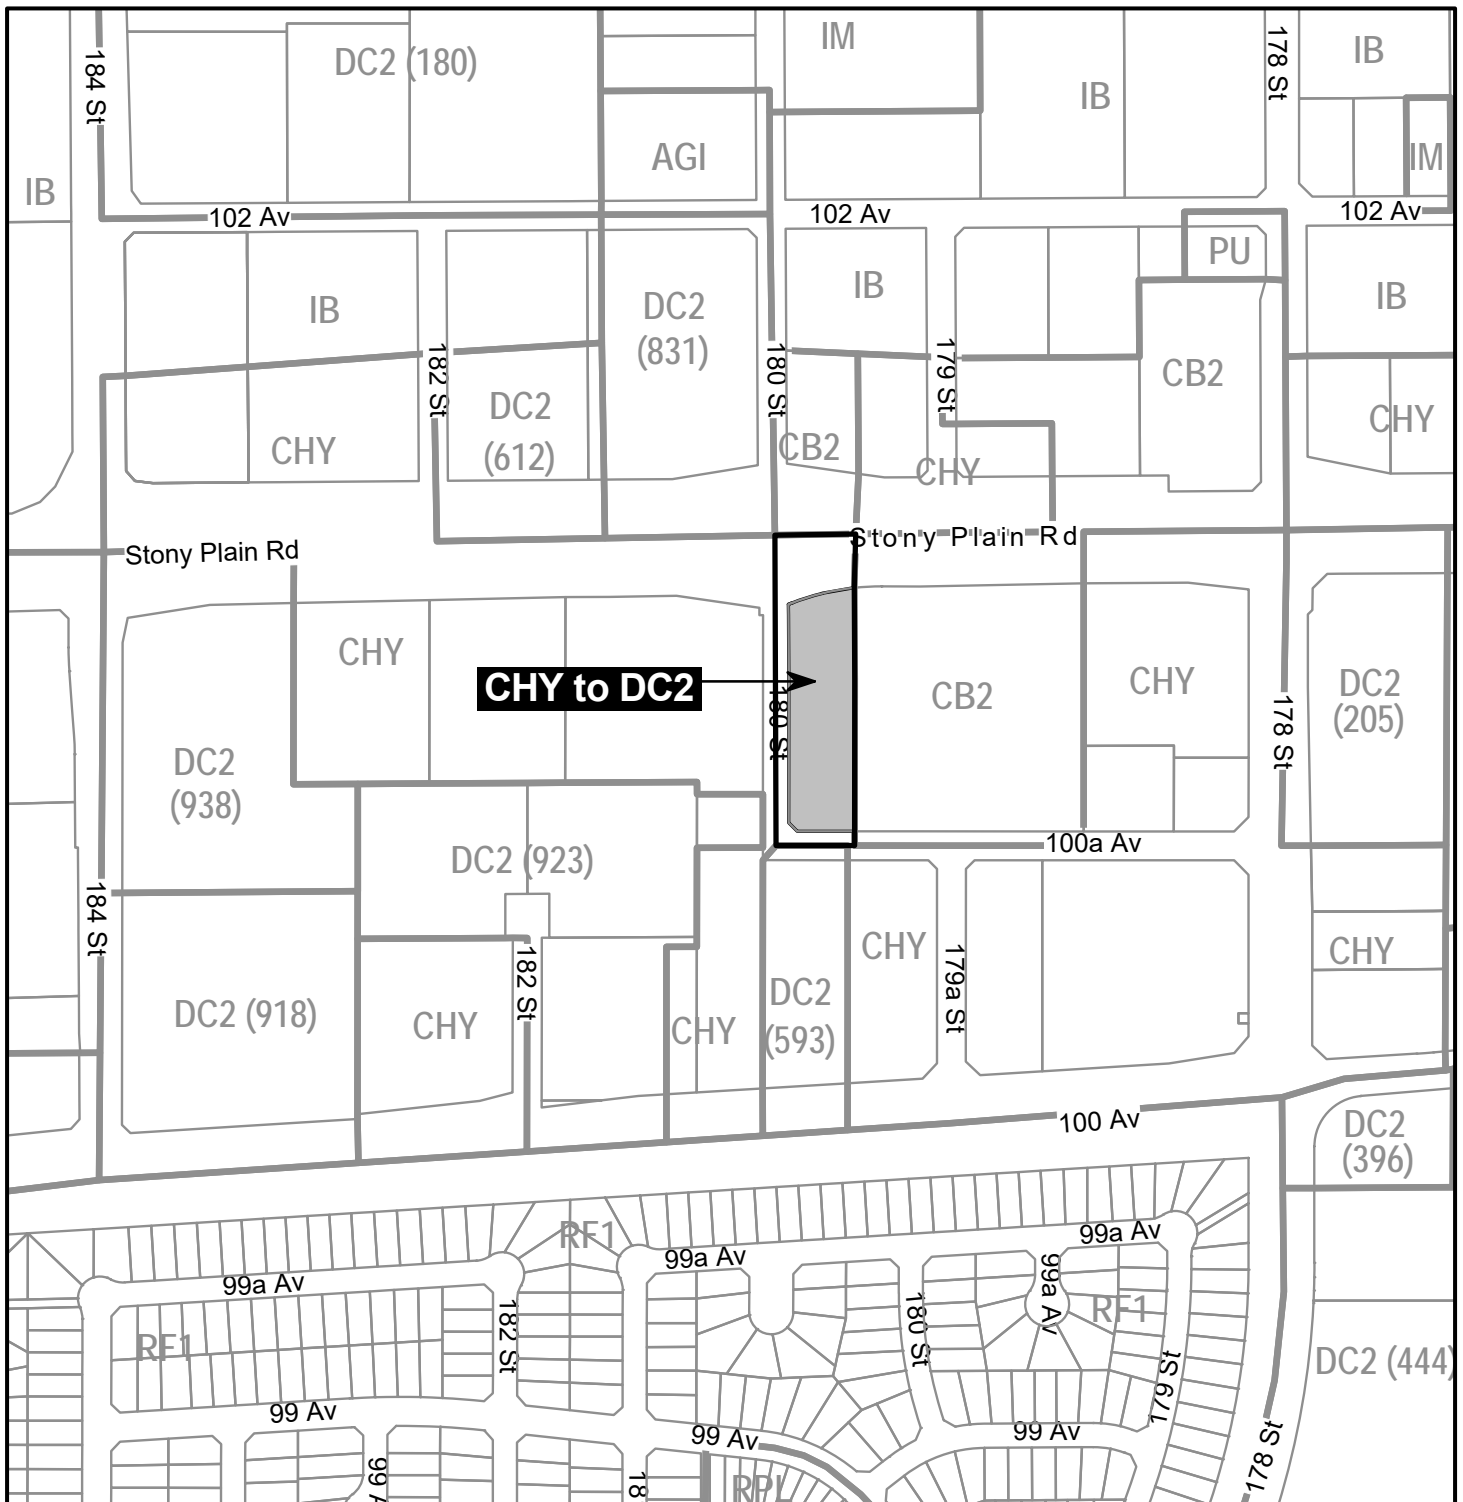 184 St
DC2 (180)
IM
178 St
IB
IB
AGI
IM
IB
102 Av
102 Av
102 Av
PU
IB
DC2
(831)
IB
IB
182 St
180 St
179 St
CB2
DC2
(612)
CHY
CHY
CB2
CHY
Stony Plain Rd
Stony Plain Rd
CHY
CHY to DC2
180 St
CB2
CHY
178 St
DC2
(205)
DC2
(938)
100a Av
DC2 (923)
184 St
182 St
CHY
179a St
CHY
DC2 (918)
CHY
CHY
DC2
(593)
100 Av
DC2
(396)
RF1
99a Av
99a Av
99a Av
99a Av
RF1
182 St
180 St
RF1
179 St
DC2 (444)
99 Av
99 Av
99 Av
178 St
99 A
18
RPL